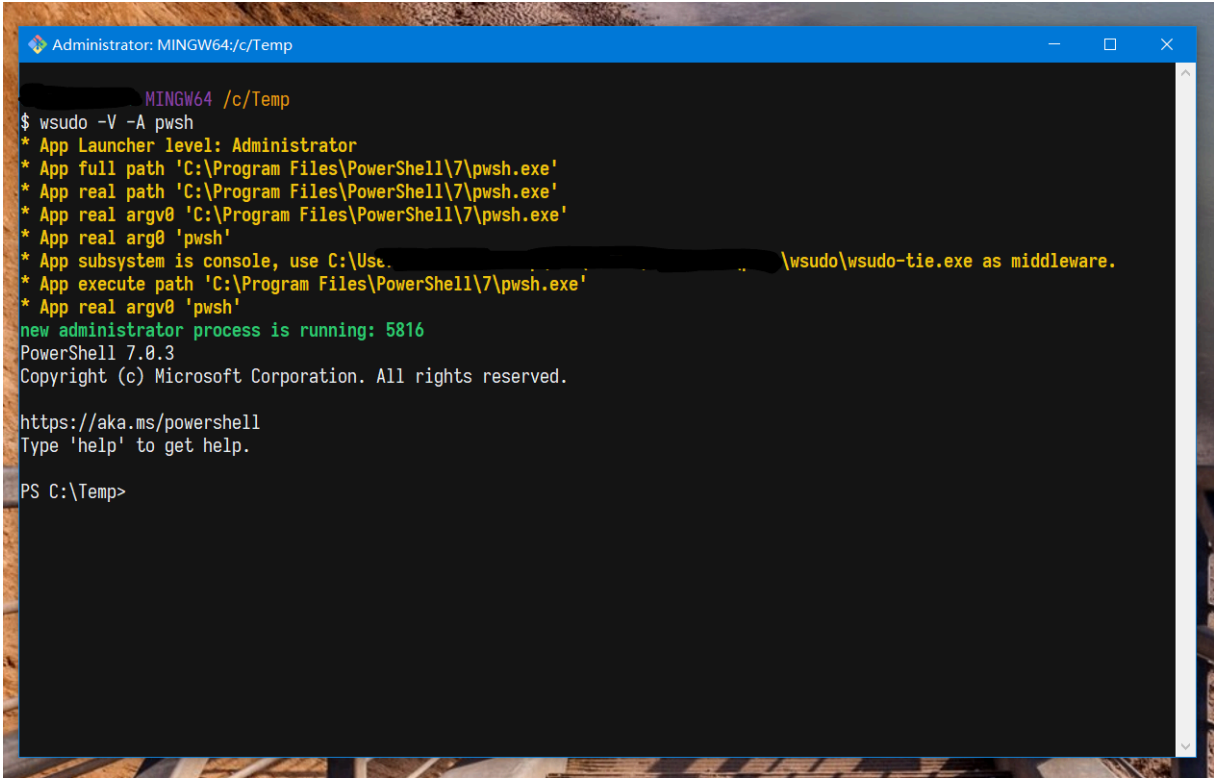 Administrator: MINGW64:/c/Temp
MINGW64 /c/Temp
$ wsudo -V -A pwsh
* App Launcher level: Administrator
* App full path 'C:\Program Files\PowerShell\7\pwsh.exe'
* App real path 'C:\Program Files\PowerShell\7\pwsh.exe'
* App real argv0 'C:\Program Files\PowerShell\7\pwsh.exe'
* App real arg0 'pwsh'
* App subsystem is console, use C:\Use \wsudo\wsudo-tie.exe as middleware.
* App execute path 'C:\Program Files\PowerShell\7\pwsh.exe'
* App real argv0 'pwsh'
new administrator process is running: 5816
PowerShell 7.0.3
Copyright (c) Microsoft Corporation. All rights reserved.
https://aka.ms/powershell
Type 'help' to get help.
PS C:\Temp>